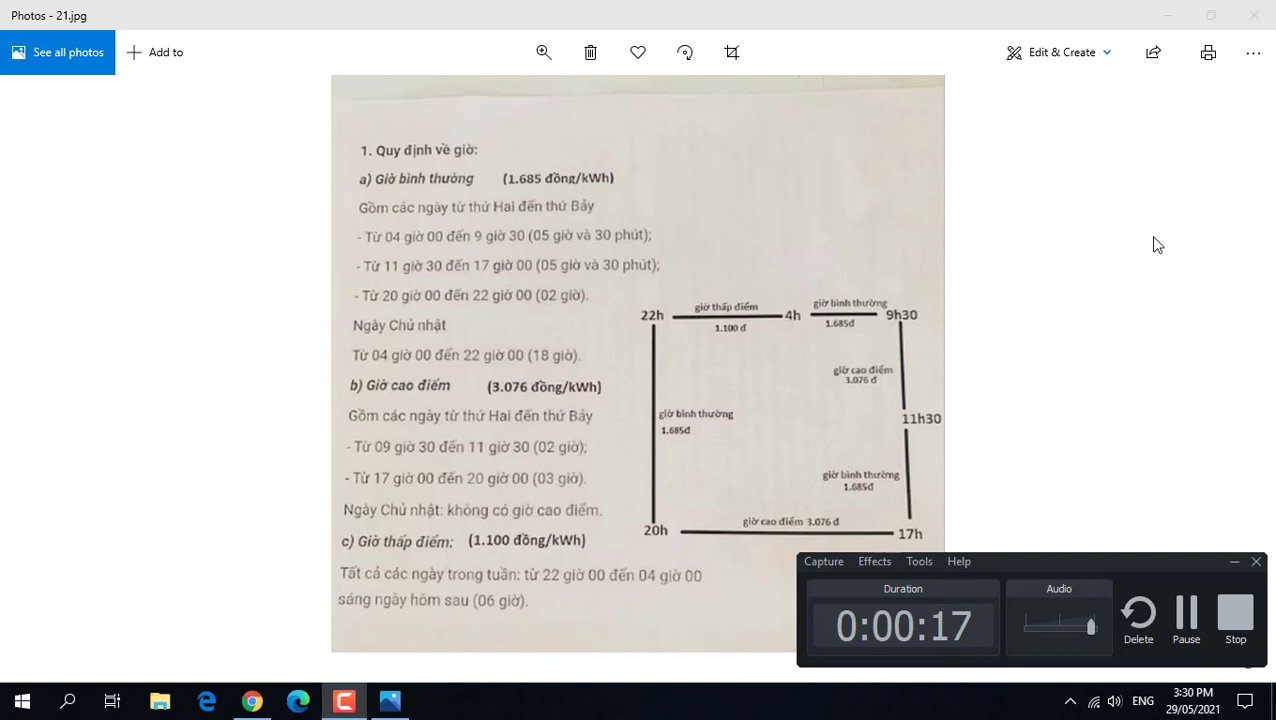 Photos - 21.jpg
See all photos
Add to
Edit & Create
1. Quy định về giờ:
a) Giờ bình thường (1.685 đồng/kWh)
Gồm các ngày từ thứ Hai đến thứ Bảy
- Từ 04 giờ 00 đến 9 giờ 30 (05 giờ và 30 phút);
- Từ 11 giờ 30 đến 17 giờ 00 (05 giờ và 30 phút);
- Từ 20 giờ 00 đến 22 giờ 00 (02 giờ).
Ngày Chủ nhật
Từ 04 giờ 00 đến 22 giờ 00 (18 giờ).
b) Giờ cao điểm (3.076 đồng/kWh)
Gồm các ngày từ thứ Hai đến thứ Bảy
- Từ 09 giờ 30 đến 11 giờ 30 (02 giờ);
- Từ 17 giờ 00 đến 20 giờ 00 (03 giờ).
Ngày Chủ nhật: không có giờ cao điểm.
c) Giờ thấp điểm: (1.100 đồng/kWh)
Tất cả các ngày trong tuần: từ 22 giờ 00 đến 04 giờ 00
sáng ngày hôm sau (06 giờ).
22h
giờ thấp điểm
1.100 đ
4h
giờ bình thường
1.685đ
9h30
giờ cao điểm
3.076 đ
11h30
giờ bình thường
1.685đ
17h
giờ cao điểm 3.076 đ
20h
giờ bình thường
1.685đ
Capture
Effects
Tools
Help
Duration
0:00:17
Audio
Delete
Pause
Stop
ENG
3:30 PM
29/05/2021